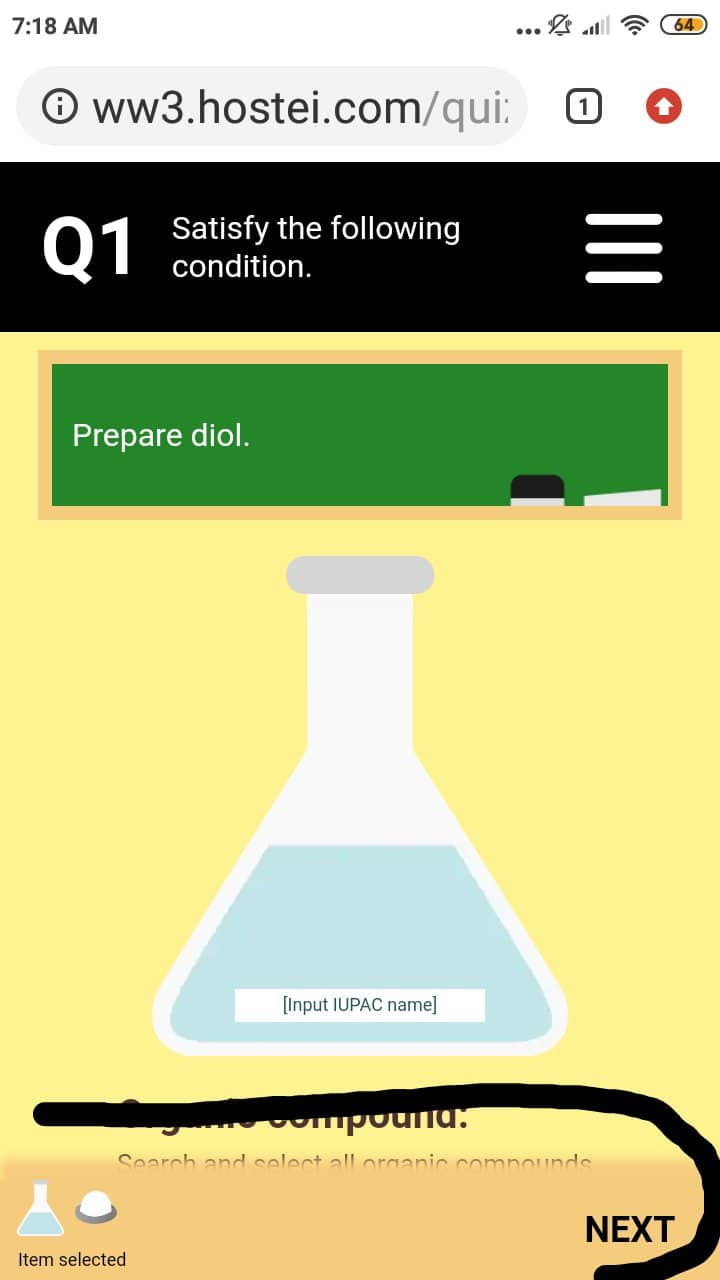 7:18 AM
64
ww3.hostei.com/qui
1
Q1
Satisfy the following
condition.
Prepare diol.
[Input IUPAC name]
Organic compound:
Search and select all organic compounds
NEXT
Item selected